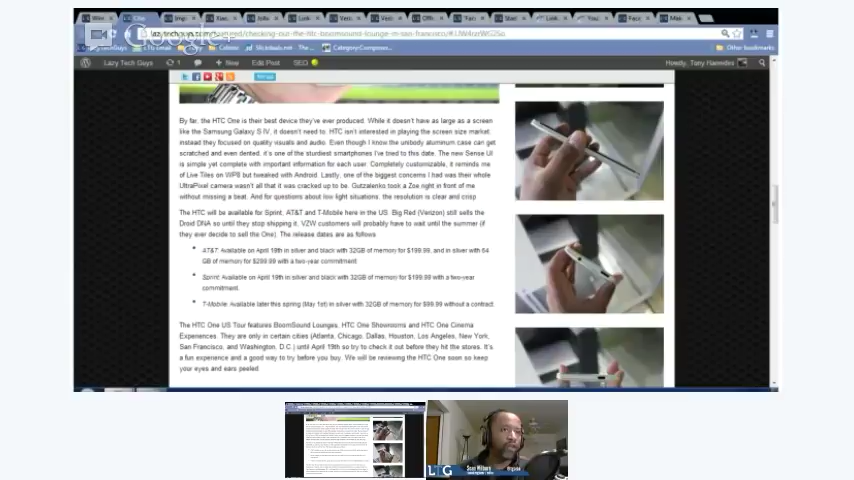 Google+
lazytechguys.com
Other bookmarks
Lazy Tech Guys 1 + New Edit Post SEO
Howdy, Tony Hannides
By far, the HTC One is their best device they've ever produced. While it doesn't have as large as a screen
like the Samsung Galaxy S IV, it doesn't need to. HTC isn't interested in playing the screen size market,
instead they focused on quality visuals and audio. Even though I know the unibody aluminum case can get
scratched and even dented, it's one of the sturdiest smartphones I've tried to this date. The new Sense UI
is simple yet complete with important information for each user. Completely customizable, it reminds me
of Live Tiles on WP8 but tweaked with Android. Lastly, one of the biggest concerns I had was their whole
UltraPixel camera wasn't all that it was cracked up to be. Gutzalenko took a Zoe right in front of me
without missing a beat. And for questions about low light situations, the resolution is clear and crisp
The HTC will be available for Sprint, AT&T and T-Mobile here in the US. Big Red (Verizon) still sells the
Droid DNA so until they stop shipping it, VZW customers will probably have to wait until the summer (if
they ever decide to sell the One). The release dates are as follows
AT&T: Available on April 19th in silver and black with 32GB of memory for $199.99, and in silver with 64
GB of memory for $299.99 with a two-year commitment
Sprint: Available on April 19th in silver and black with 32GB of memory for $199.99 with a two-year
commitment.
T-Mobile: Available later this spring (May 1st) in silver with 32GB of memory for $99.99 without a contract
The HTC One US Tour features BoomSound Lounges, HTC One Showrooms and HTC One Cinema
Experiences. They are only in certain cities (Atlanta, Chicago, Dallas, Houston, Los Angeles, New York,
San Francisco, and Washington, D.C.) until April 19th so try to check it out before they hit the stores. It's
a fun experience and a good way to try before you buy. We will be reviewing the HTC One soon so keep
your eyes and ears peeled
LTG